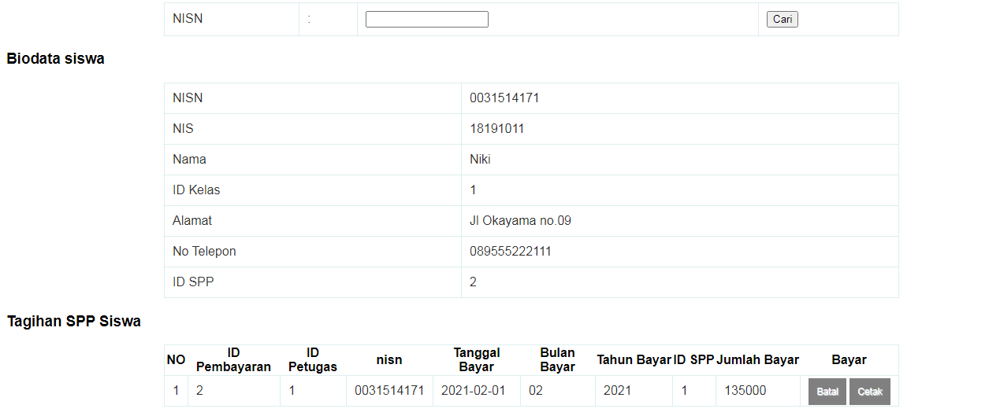 NISN : Cari
Biodata siswa
NISN 0031514171
NIS 18191011
Nama Niki
ID Kelas 1
Alamat Jl Okayama no.09
No Telepon 089555222111
ID SPP 2
Tagihan SPP Siswa
NO ID Pembayaran ID Petugas nisn Tanggal Bayar Bulan Bayar Tahun Bayar ID SPP Jumlah Bayar Bayar
1 2 1 0031514171 2021-02-01 02 2021 1 135000 Batal Cetak